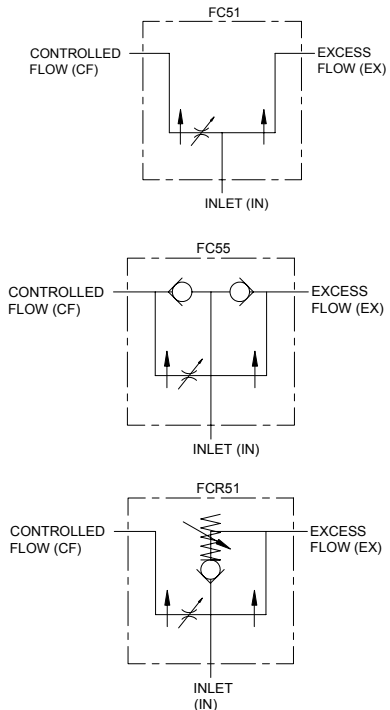 FC51
CONTROLLED
FLOW (CF)
EXCESS
FLOW (EX)
INLET (IN)
FC55
CONTROLLED
FLOW (CF)
EXCESS
FLOW (EX)
INLET (IN)
FCR51
CONTROLLED
FLOW (CF)
EXCESS
FLOW (EX)
INLET
(IN)